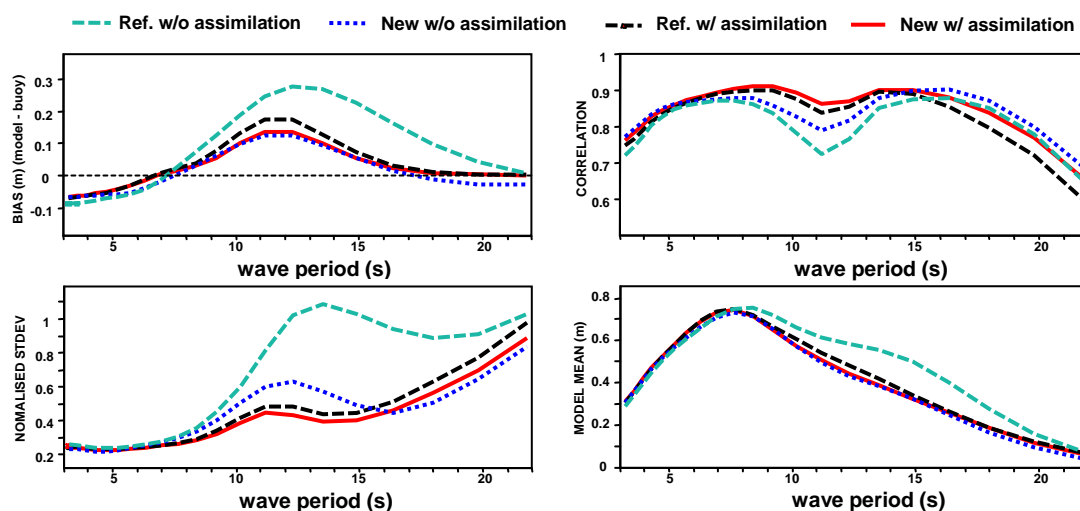 Ref. w/o assimilation New w/o assimilation Ref. w/ assimilation New w/ assimilation
BIAS (m) (model - buoy)
0.3
0.2
0.1
0
-0.1
5 10 15 20
wave period (s)
CORRELATION
1
0.9
0.8
0.7
0.6
5 10 15 20
wave period (s)
NOMALISED STDEV
1
0.8
0.6
0.4
0.2
5 10 15 20
wave period (s)
MODEL MEAN (m)
0.8
0.6
0.4
0.2
0
5 10 15 20
wave period (s)